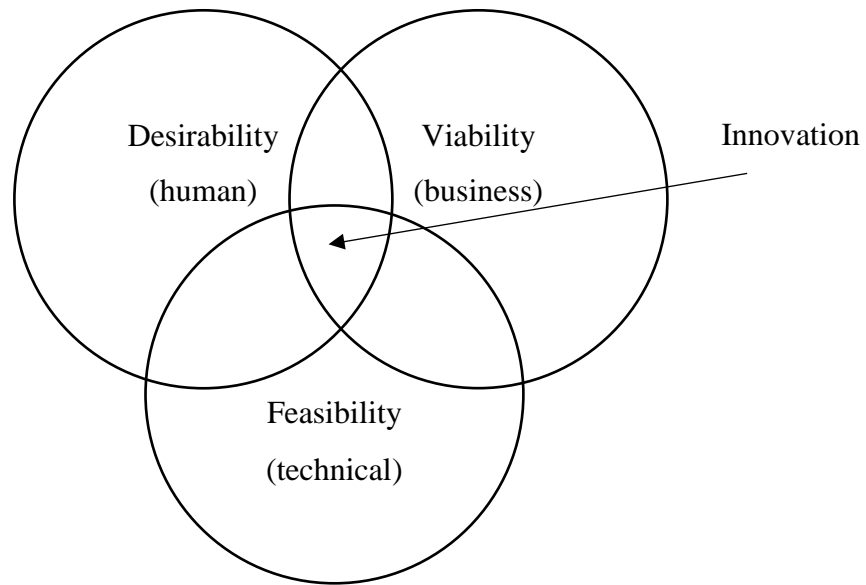 Desirability
(human)
Viability
(business)
Innovation
Feasibility
(technical)